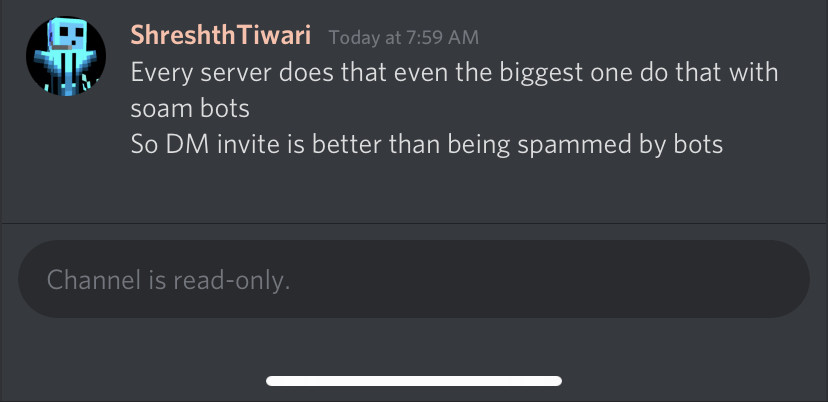 ShreshthTiwari Today at 7:59 AM
Every server does that even the biggest one do that with
soam bots
So DM invite is better than being spammed by bots
Channel is read-only.